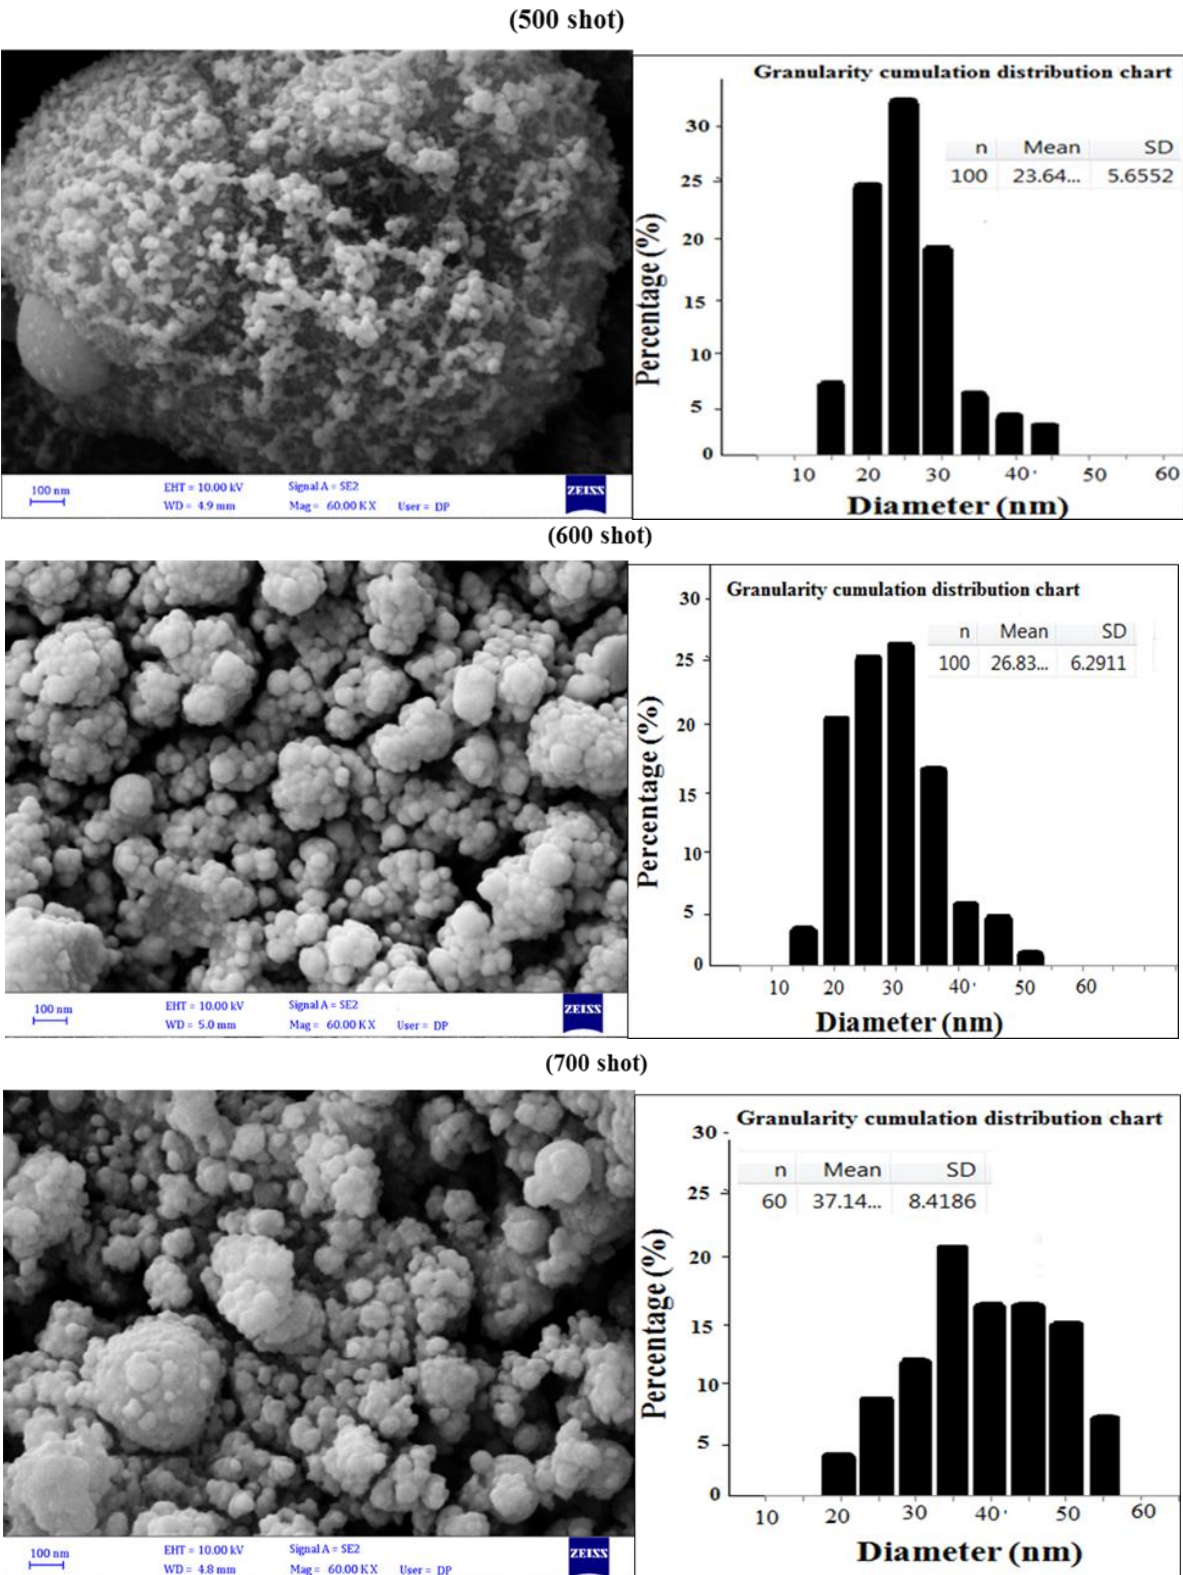 (500 shot)
100 nm
EHT = 10.00 kV
WD = 4.9 mm
Signal A = SE2
Mag = 60.00 K X User = DP
ZEISS
Granularity cumulation distribution chart
n Mean SD
100 23.64... 5.6552
Percentage (%)
30
25
20
15
10
5
0
10 20 30 40 50 60
Diameter (nm)
(600 shot)
100 nm
EHT = 10.00 kV
WD = 5.0 mm
Signal A = SE2
Mag = 60.00 K X User = DP
ZEISS
Granularity cumulation distribution chart
n Mean SD
100 26.83... 6.2911
Percentage (%)
30
25
20
15
10
5
0
10 20 30 40 50 60
Diameter (nm)
(700 shot)
100 nm
EHT = 10.00 kV
WD = 4.8 mm
Signal A = SE2
Mag = 60.00 K X User = DP
ZEISS
Granularity cumulation distribution chart
n Mean SD
60 37.14... 8.4186
Percentage (%)
30
25
20
15
10
5
0
10 20 30 40 50 60
Diameter (nm)